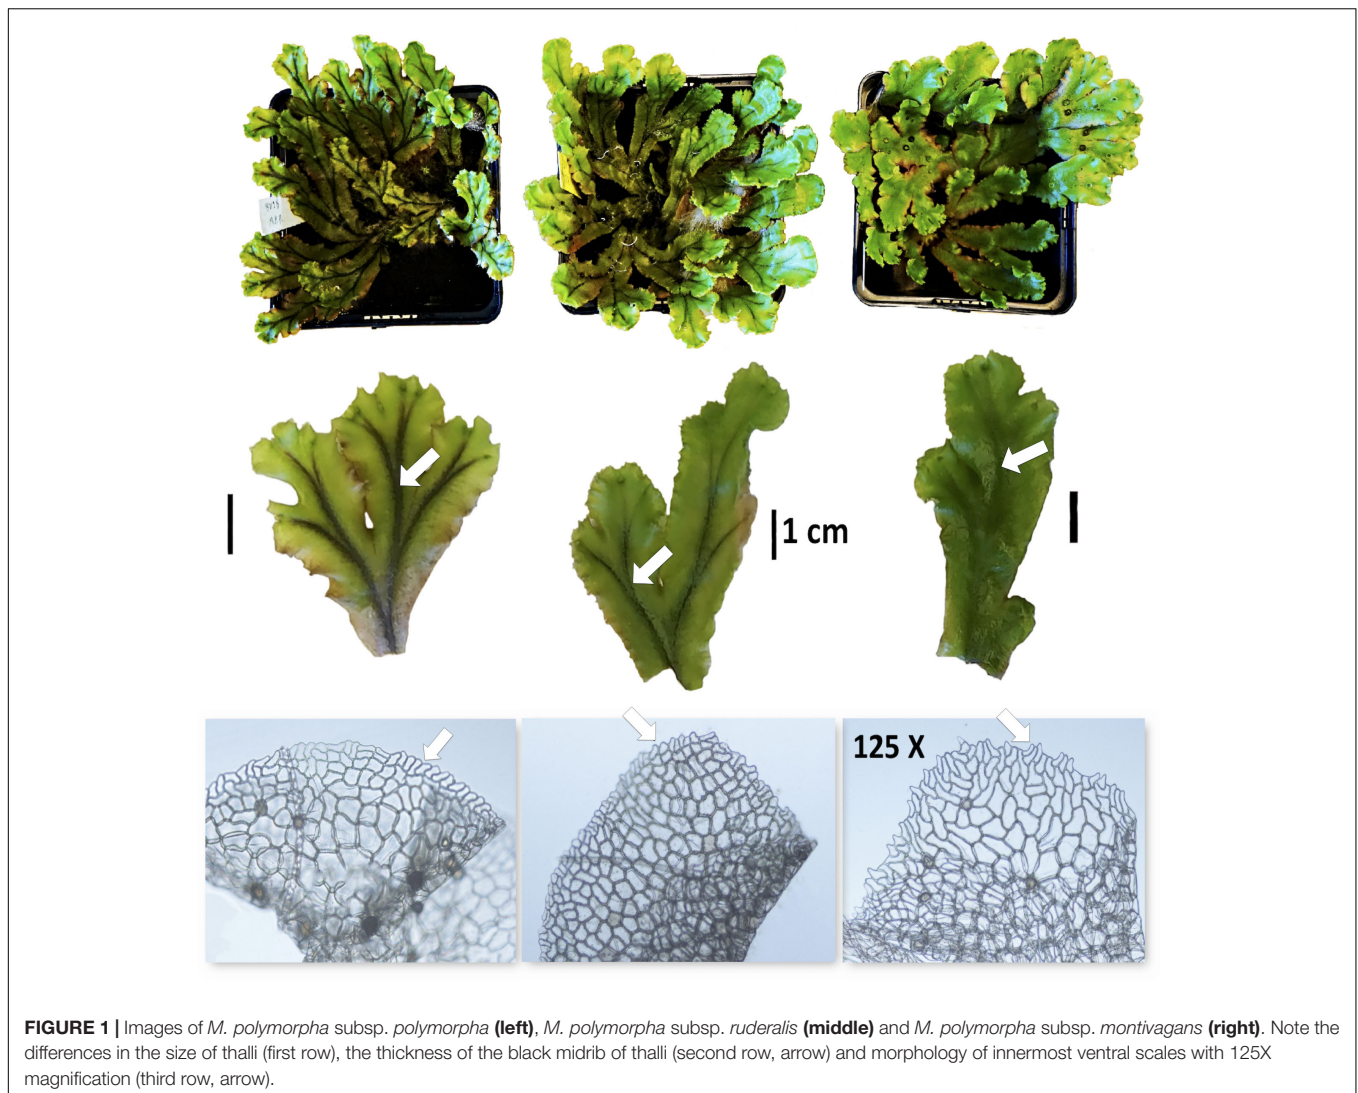 1 cm
125 X
FIGURE 1 | Images of M. polymorpha subsp. polymorpha (left), M. polymorpha subsp. ruderalis (middle) and M. polymorpha subsp. montivagans (right). Note the
differences in the size of thalli (first row), the thickness of the black midrib of thalli (second row, arrow) and morphology of innermost ventral scales with 125X
magnification (third row, arrow).